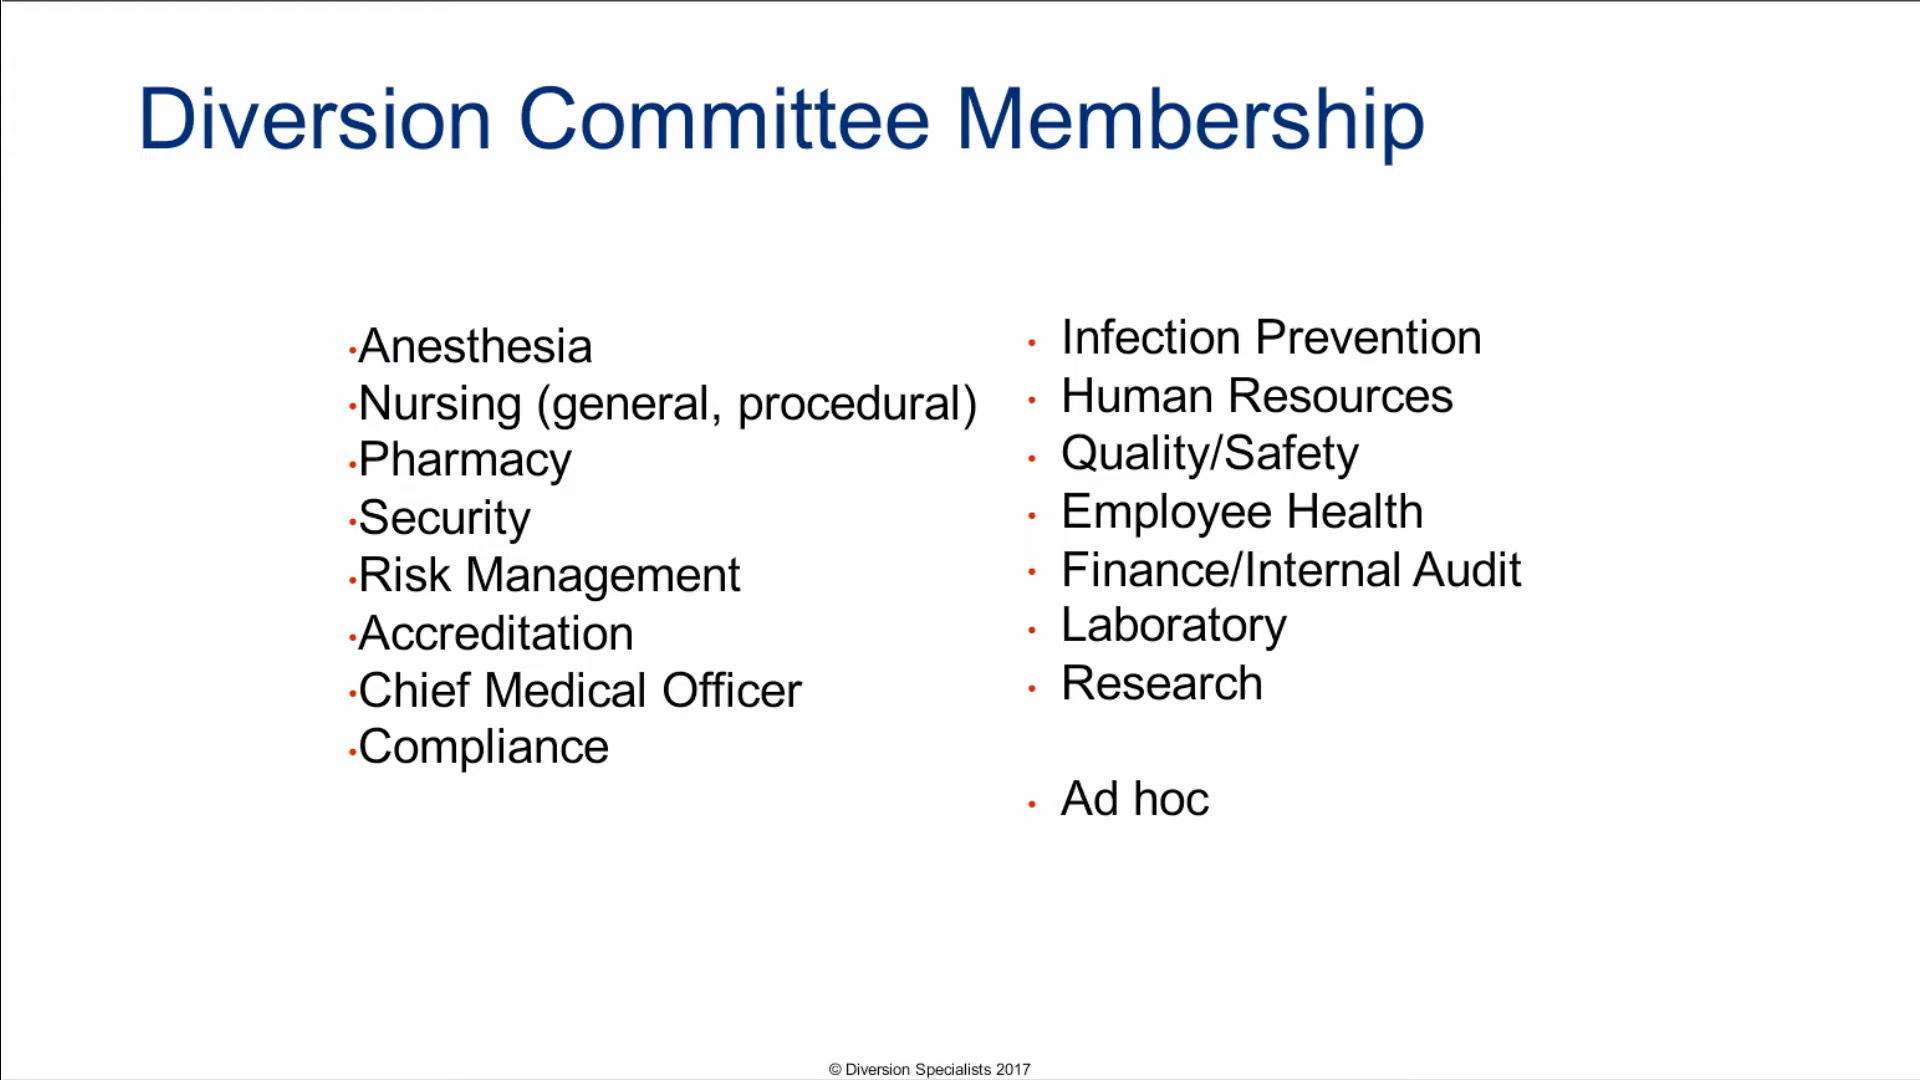 Diversion Committee Membership
•Anesthesia
•Nursing (general, procedural)
•Pharmacy
•Security
•Risk Management
•Accreditation
•Chief Medical Officer
•Compliance
• Infection Prevention
• Human Resources
• Quality/Safety
• Employee Health
• Finance/Internal Audit
• Laboratory
• Research
• Ad hoc
© Diversion Specialists 2017